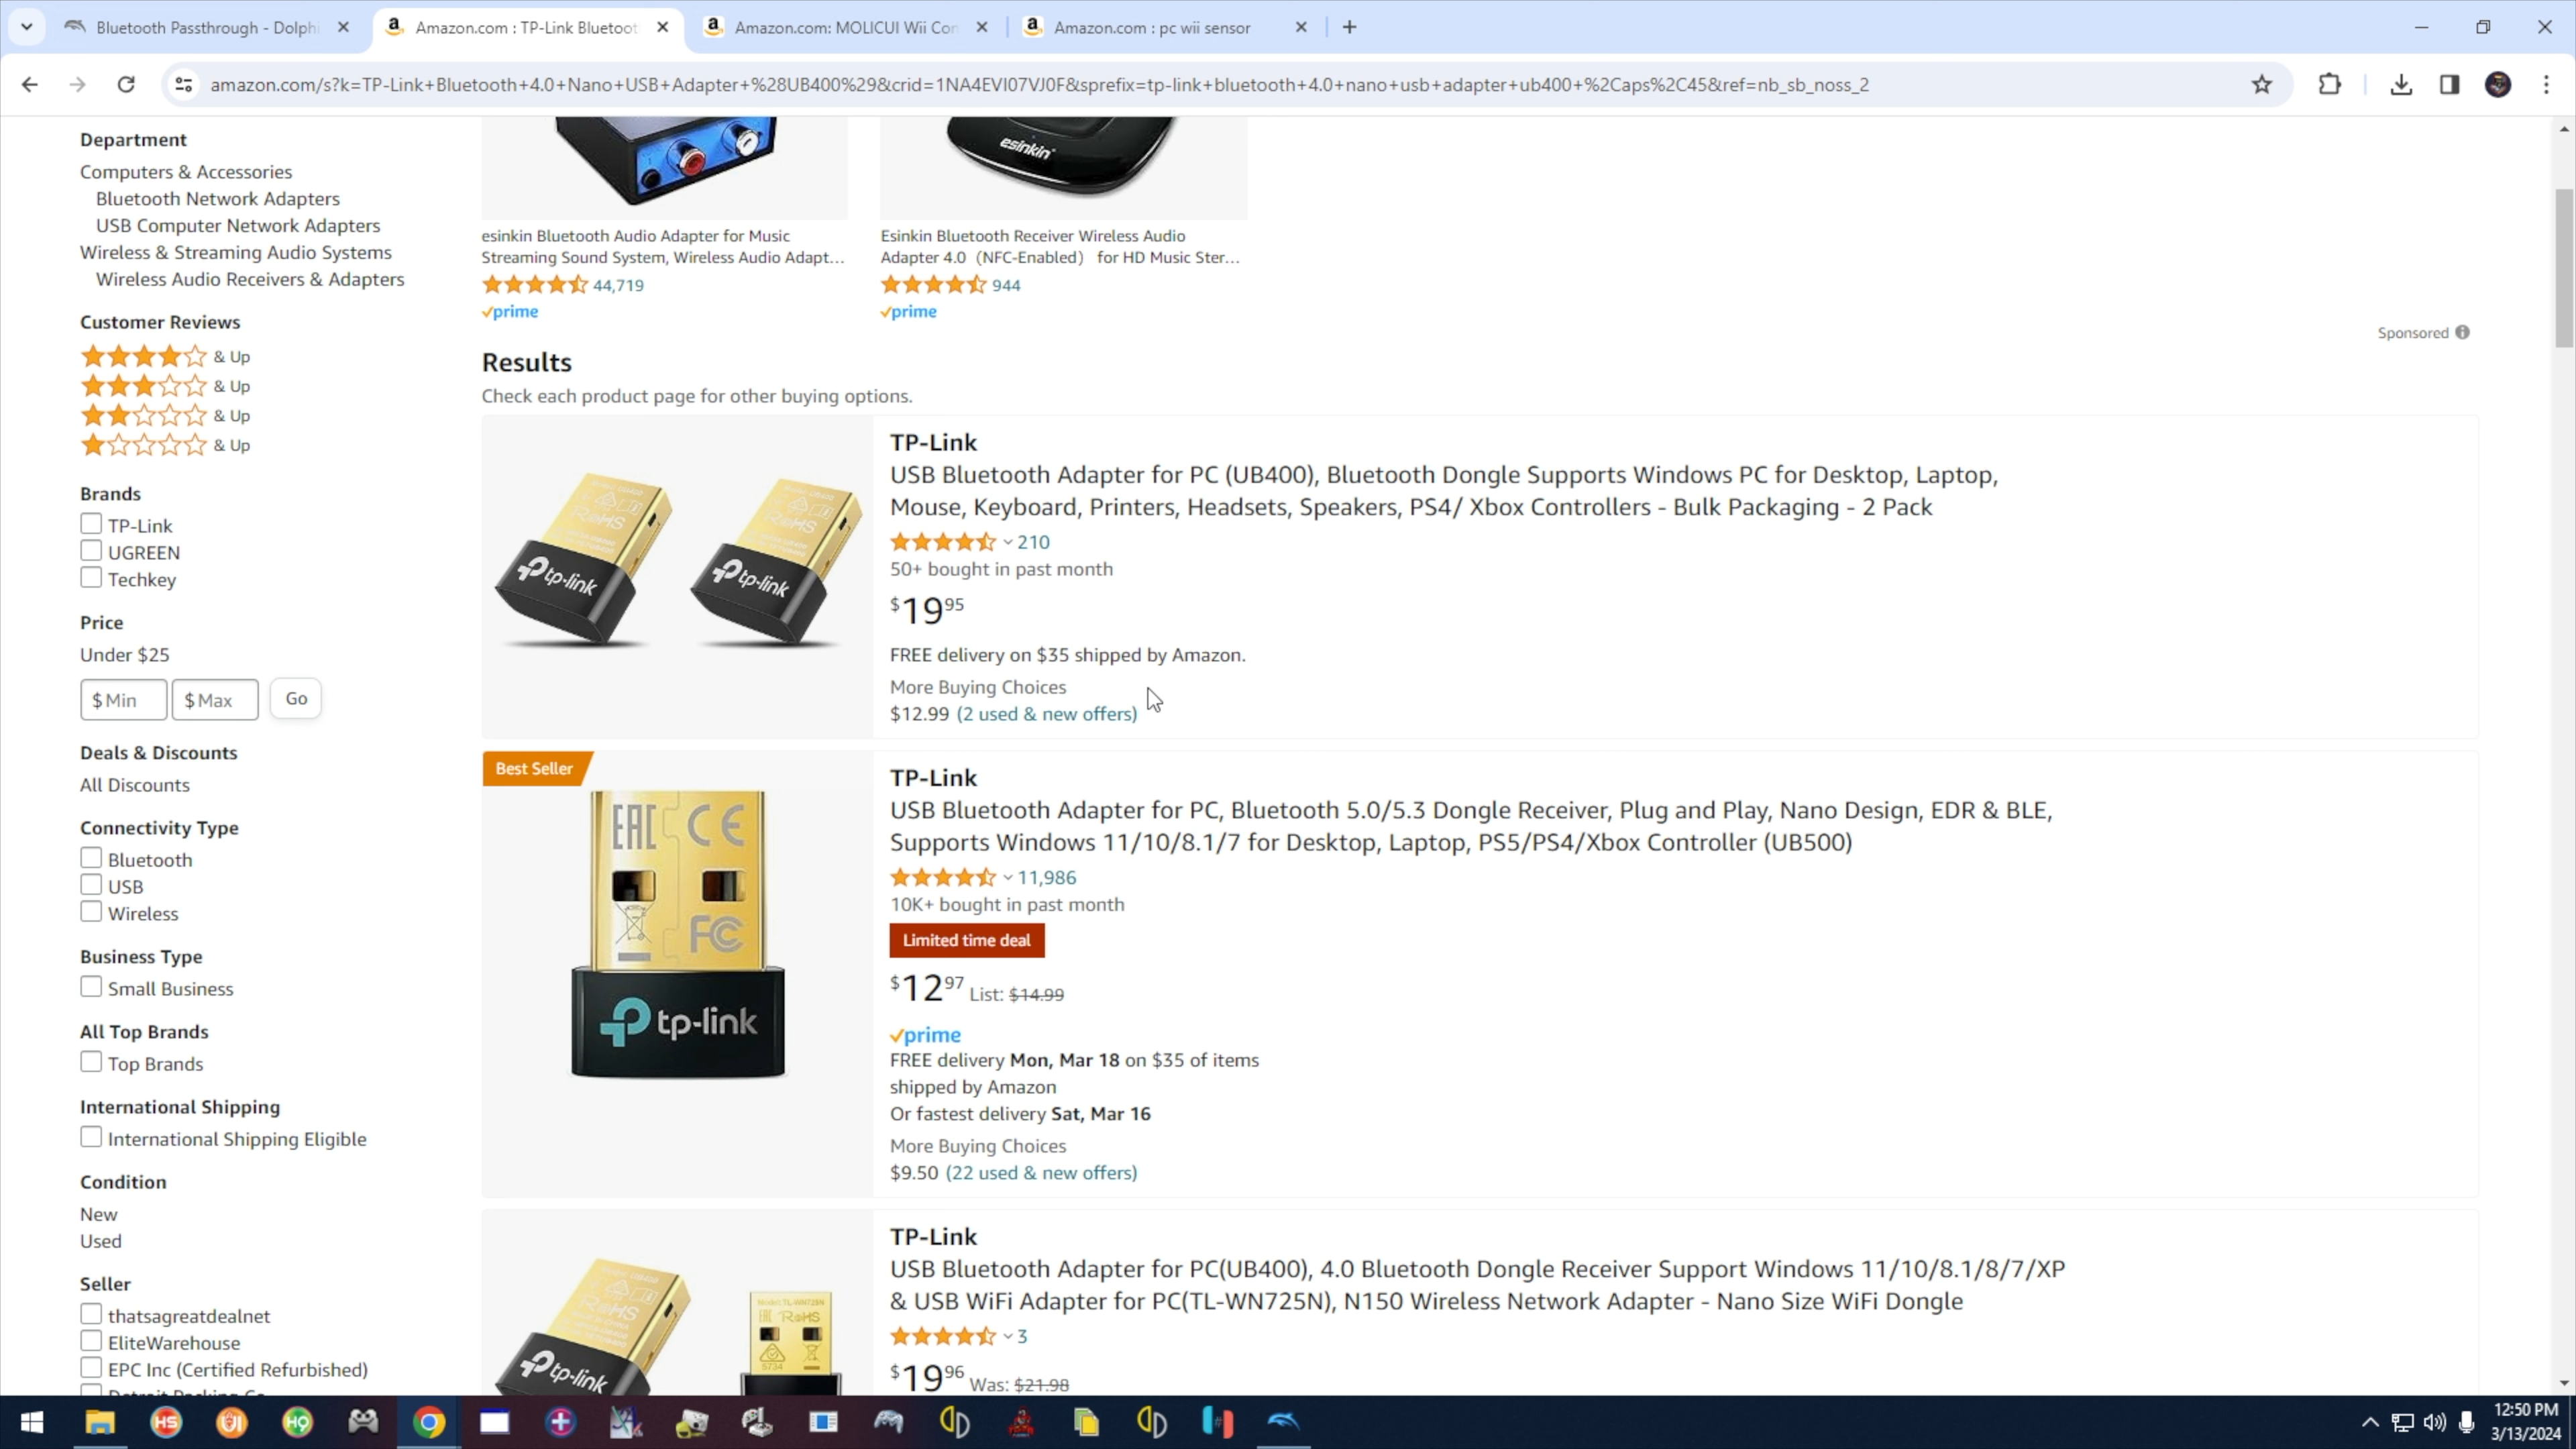 Bluetooth Passthrough - Dolphi
Amazon.com : TP-Link Bluetoot
Amazon.com: MOLICUI Wii Con
Amazon.com : pc wii sensor
amazon.com/s?k=TP-Link+Bluetooth+4.0+Nano+USB+Adapter+%28UB400%29&crid=1NA4EVI07VJ0F&sprefix=tp-link+bluetooth+4.0+nano+usb+adapter+ub400+%2Caps%2C45&ref=nb_sb_noss_2
Department
Computers & Accessories
Bluetooth Network Adapters
USB Computer Network Adapters
Wireless & Streaming Audio Systems
Wireless Audio Receivers & Adapters
Customer Reviews
& Up
& Up
& Up
& Up
Brands
TP-Link
UGREEN
Techkey
Price
Under $25
$ Min
$ Max
Go
Deals & Discounts
All Discounts
Connectivity Type
Bluetooth
USB
Wireless
Business Type
Small Business
All Top Brands
Top Brands
International Shipping
International Shipping Eligible
Condition
New
Used
Seller
thatsagreatdealnet
EliteWarehouse
EPC Inc (Certified Refurbished)
esinkin
esinkin Bluetooth Audio Adapter for Music
Streaming Sound System, Wireless Audio Adapt...
44,719
prime
Esinkin Bluetooth Receiver Wireless Audio
Adapter 4.0（NFC-Enabled） for HD Music Ster...
944
prime
Sponsored
Results
Check each product page for other buying options.
tp-link
tp-link
TP-Link
USB Bluetooth Adapter for PC (UB400), Bluetooth Dongle Supports Windows PC for Desktop, Laptop,
Mouse, Keyboard, Printers, Headsets, Speakers, PS4/ Xbox Controllers - Bulk Packaging - 2 Pack
210
50+ bought in past month
$19.95
FREE delivery on $35 shipped by Amazon.
More Buying Choices
$12.99 (2 used & new offers)
Best Seller
EAC CE
FC
tp-link
TP-Link
USB Bluetooth Adapter for PC, Bluetooth 5.0/5.3 Dongle Receiver, Plug and Play, Nano Design, EDR & BLE,
Supports Windows 11/10/8.1/7 for Desktop, Laptop, PS5/PS4/Xbox Controller (UB500)
11,986
10K+ bought in past month
Limited time deal
$12.97 List: $14.99
prime
FREE delivery Mon, Mar 18 on $35 of items
shipped by Amazon
Or fastest delivery Sat, Mar 16
More Buying Choices
$9.50 (22 used & new offers)
tp-link
TP-Link
USB Bluetooth Adapter for PC(UB400), 4.0 Bluetooth Dongle Receiver Support Windows 11/10/8.1/8/7/XP
& USB WiFi Adapter for PC(TL-WN725N), N150 Wireless Network Adapter - Nano Size WiFi Dongle
3
$19.96 Was: $21.98
HS
HQ
12:50 PM
3/13/2024